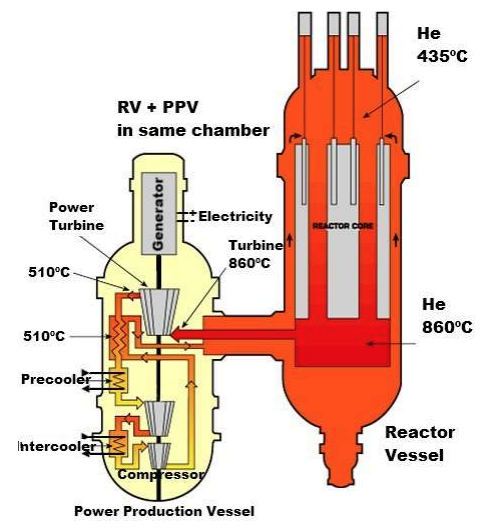 He
435ºC
RV + PPV
in same chamber
Generator
Power
Turbine
Electricity
REACTOR CORE
Turbine
860ºC
510ºC
He
860ºC
510ºC
Precooler
Intercooler
Compressor
Reactor
Vessel
Power Production Vessel